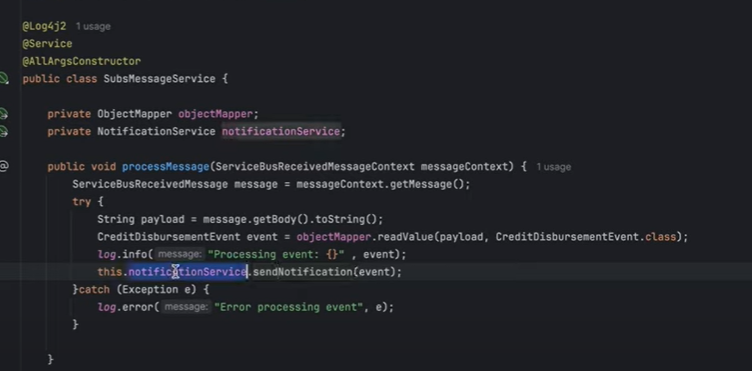 @Log4j2 1 usage
@Service
@AllArgsConstructor
public class SubsMessageService {
private ObjectMapper objectMapper;
private NotificationService notificationService;
public void processMessage(ServiceBusReceivedMessageContext messageContext) { 1 usage
ServiceBusReceivedMessage message = messageContext.getMessage();
try {
String payload = message.getBody().toString();
CreditDisbursementEvent event = objectMapper.readValue(payload, CreditDisbursementEvent.class);
log.info( message: "Processing event: {}" , event);
this.notificationService.sendNotification(event);
}catch (Exception e) {
log.error( message: "Error processing event", e);
}
}